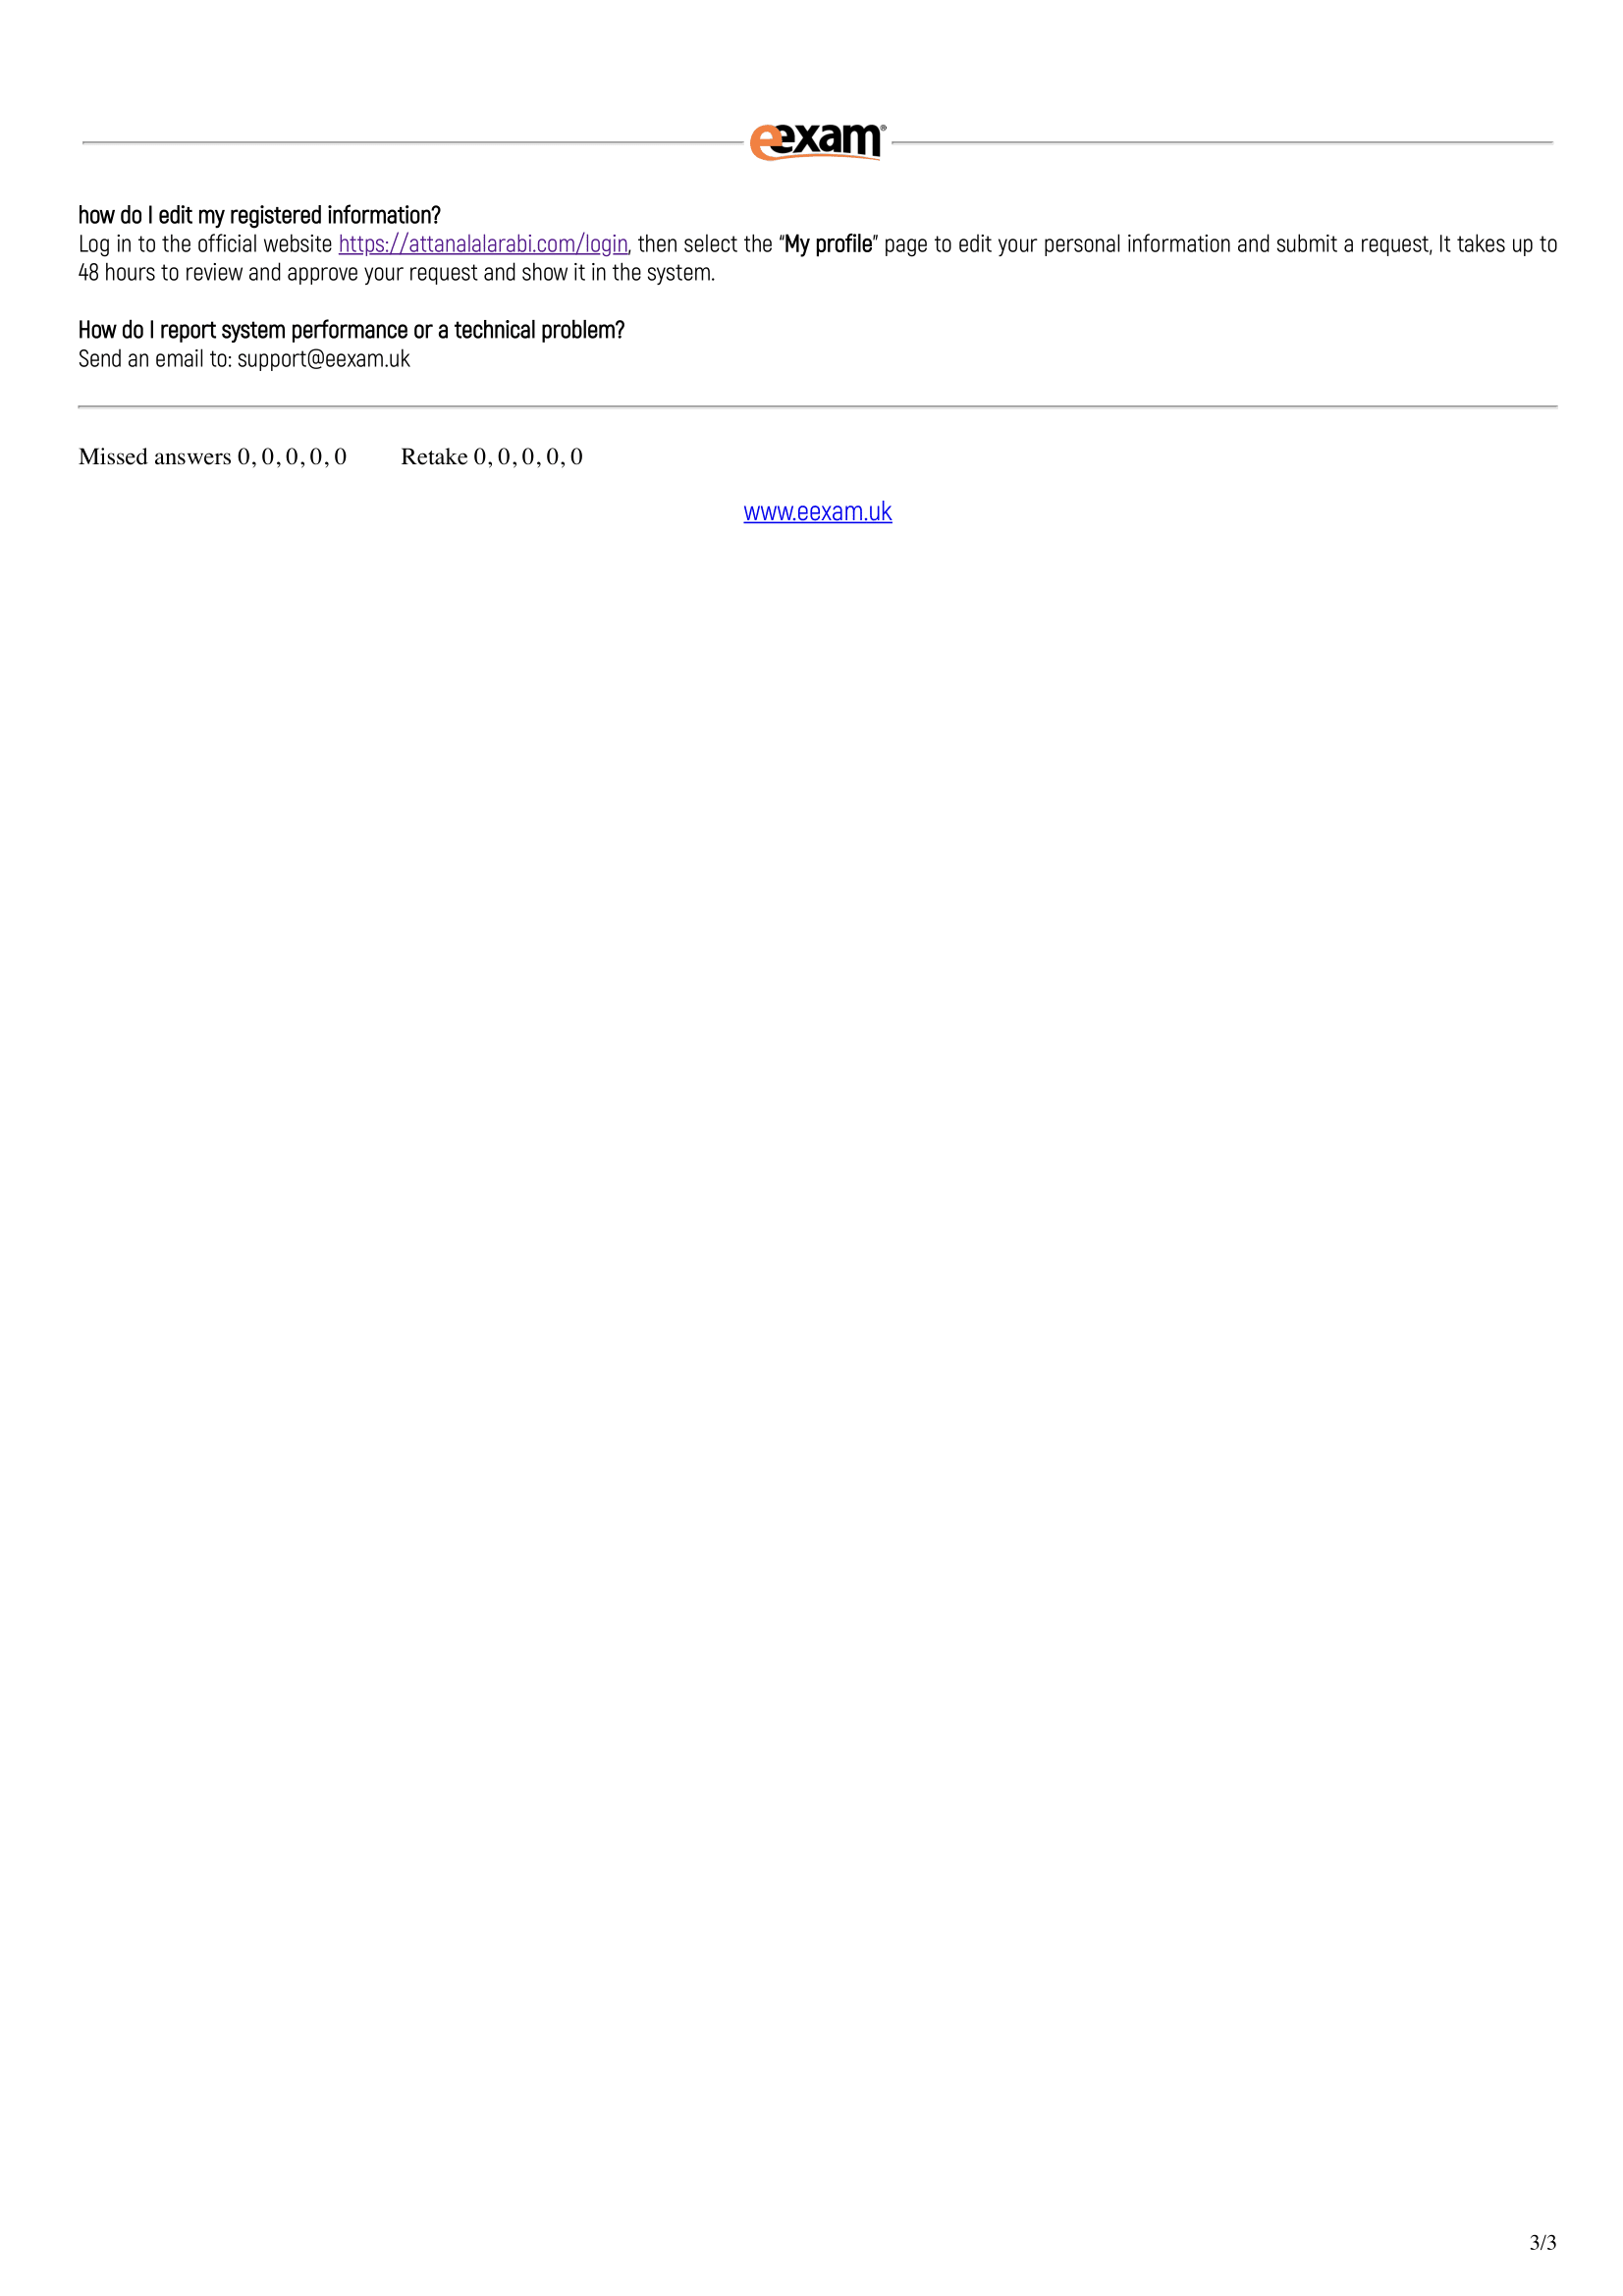 eexam®
how do I edit my registered information?
Log in to the official website https://attanalalarabi.com/login, then select the “My profile” page to edit your personal information and submit a request, It takes up to
48 hours to review and approve your request and show it in the system.
How do I report system performance or a technical problem?
Send an email to: support@eexam.uk
Missed answers 0, 0, 0, 0, 0 Retake 0, 0, 0, 0, 0
www.eexam.uk
3/3